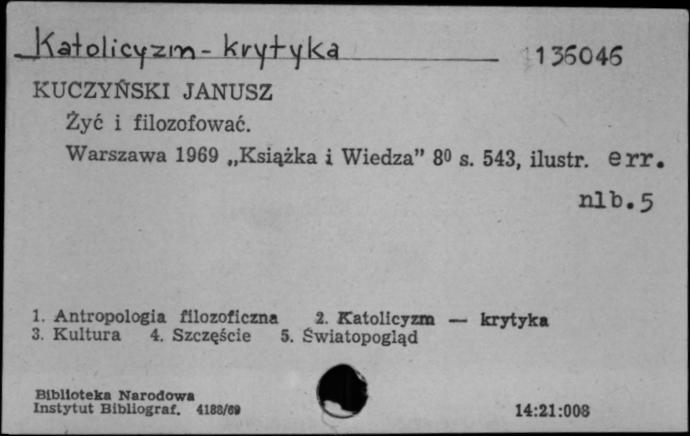 Katolicyzm - krytyka 136046
KUCZYŃSKI JANUSZ
Żyć i filozofować.
Warszawa 1969 „Książka i Wiedza” 8⁰ s. 543, ilustr. err.
nlb.5
1. Antropologia filozoficzna 2. Katolicyzm — krytyka
3. Kultura 4. Szczęście 5. Światopogląd
Biblioteka Narodowa
Instytut Bibliograf. 4188/69 14:21:008